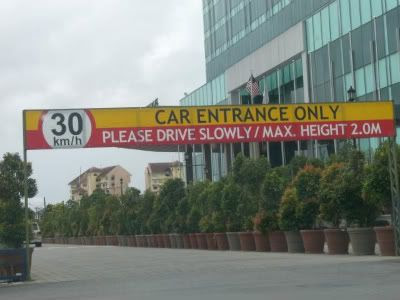 30
km/h
CAR ENTRANCE ONLY
PLEASE DRIVE SLOWLY / MAX. HEIGHT 2.0M